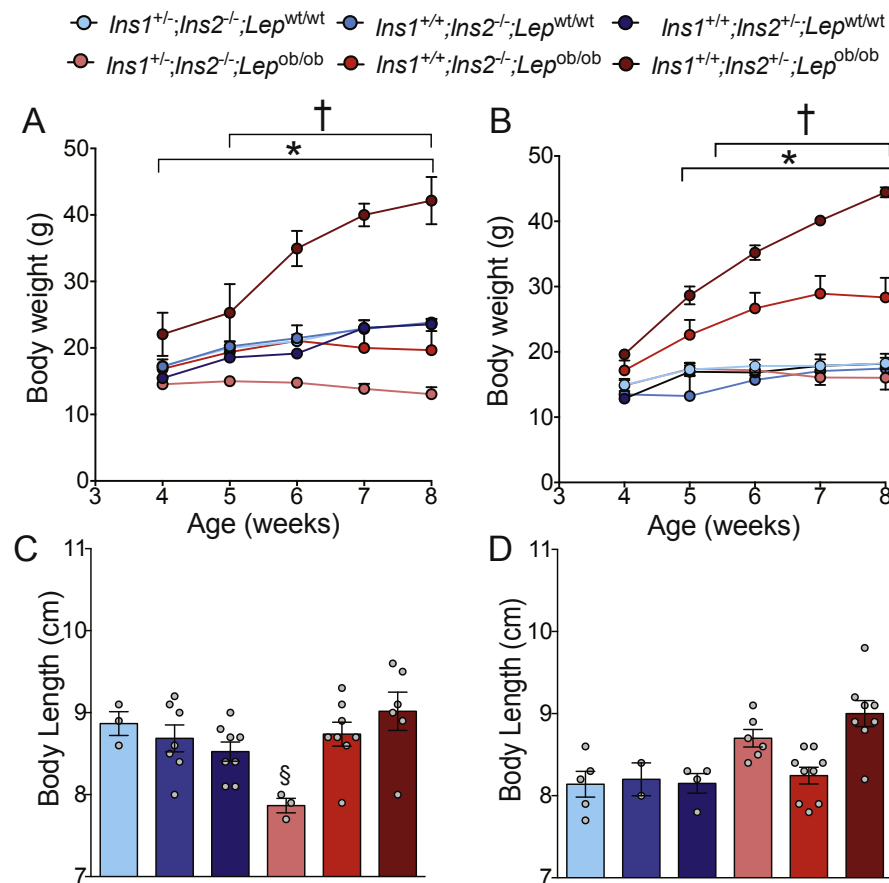 Ins1+/-;Ins2-/-;Lepwt/wt Ins1+/+;Ins2-/-;Lepwt/wt Ins1+/+;Ins2+/-;Lepwt/wt
Ins1+/-;Ins2-/-;Lepob/ob Ins1+/+;Ins2-/-;Lepob/ob Ins1+/+;Ins2+/-;Lepob/ob
A
†
*
50
40
30
20
10
0
Body weight (g)
3 4 5 6 7 8
Age (weeks)
B
†
*
50
40
30
20
10
0
Body weight (g)
3 4 5 6 7 8
Age (weeks)
C
11
10
9
8
7
Body Length (cm)
§
D
11
10
9
8
7
Body Length (cm)